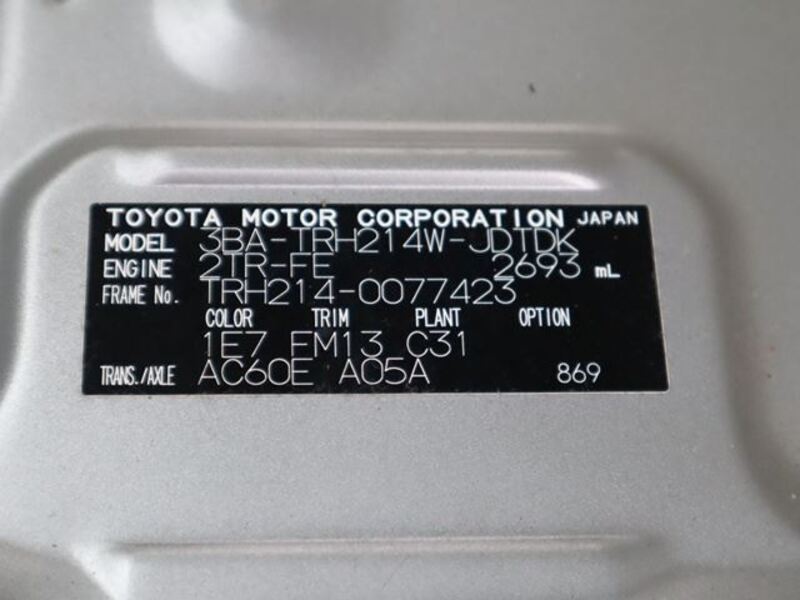 TOYOTA MOTOR CORPORATION JAPAN
MODEL 3BA-TRH214W-JDTDK
ENGINE 2TR-FE 2693 mL
FRAME No. TRH214-0077423
COLOR TRIM PLANT OPTION
1E7 FM13 C31
TRANS./AXLE AC60E A05A 869